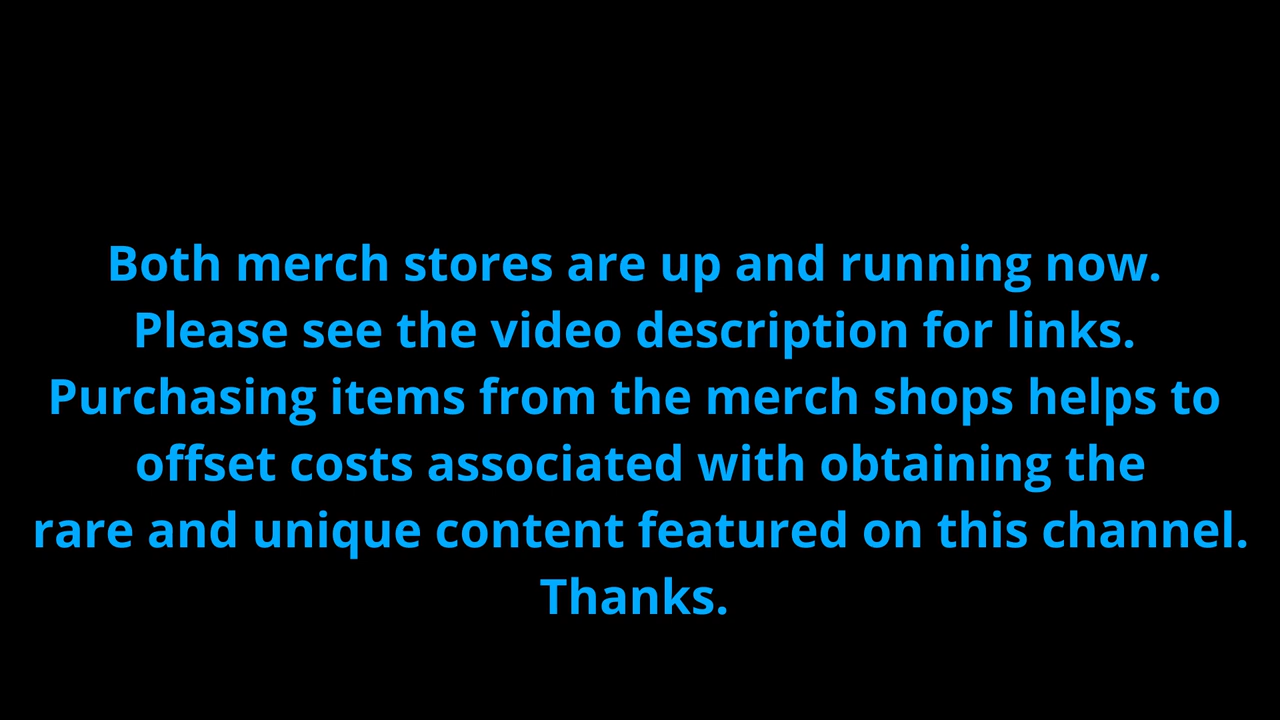 Both merch stores are up and running now.
Please see the video description for links.
Purchasing items from the merch shops helps to
offset costs associated with obtaining the
rare and unique content featured on this channel.
Thanks.